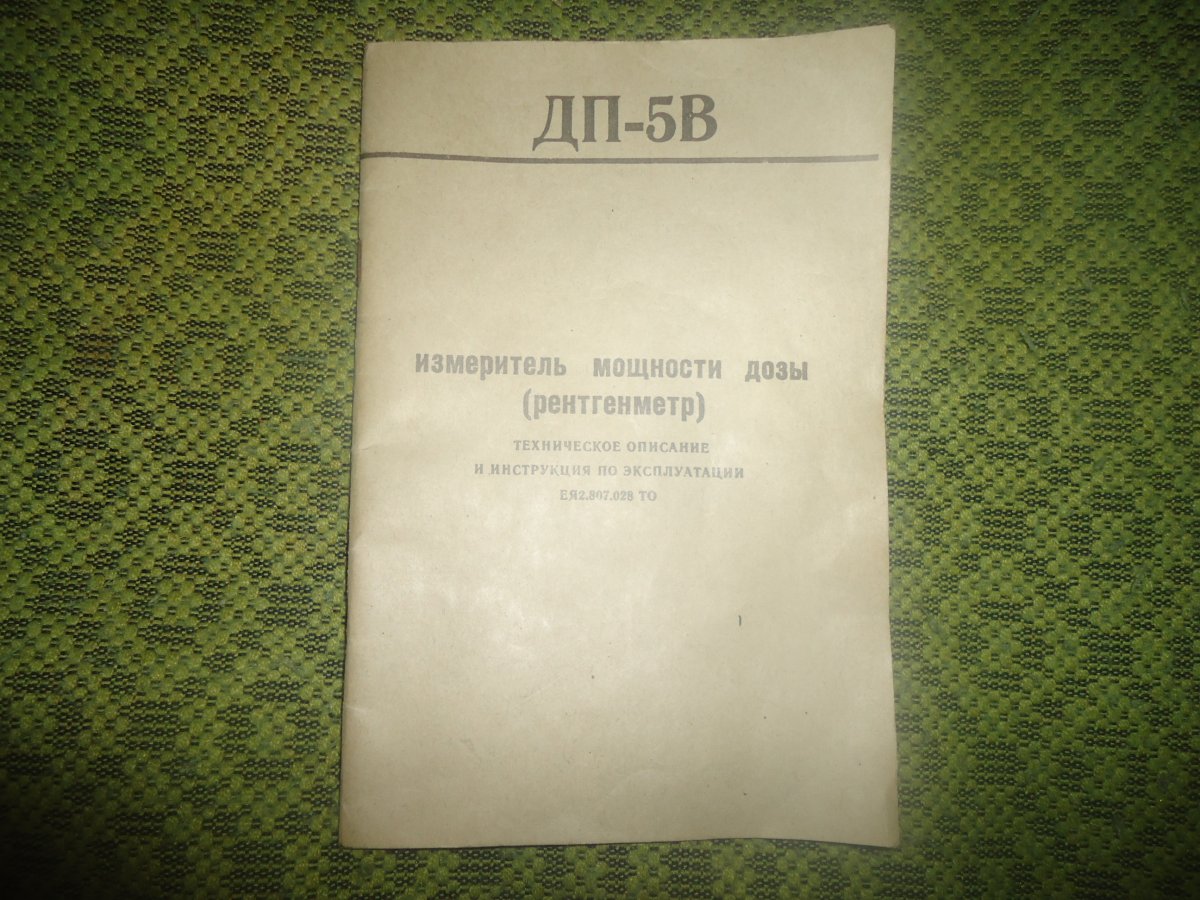 ДП-5В
измеритель мощности дозы
(рентгенметр)
ТЕХНИЧЕСКОЕ ОПИСАНИЕ
И ИНСТРУКЦИЯ ПО ЭКСПЛУАТАЦИИ
ЕЯ2.807.028 ТО